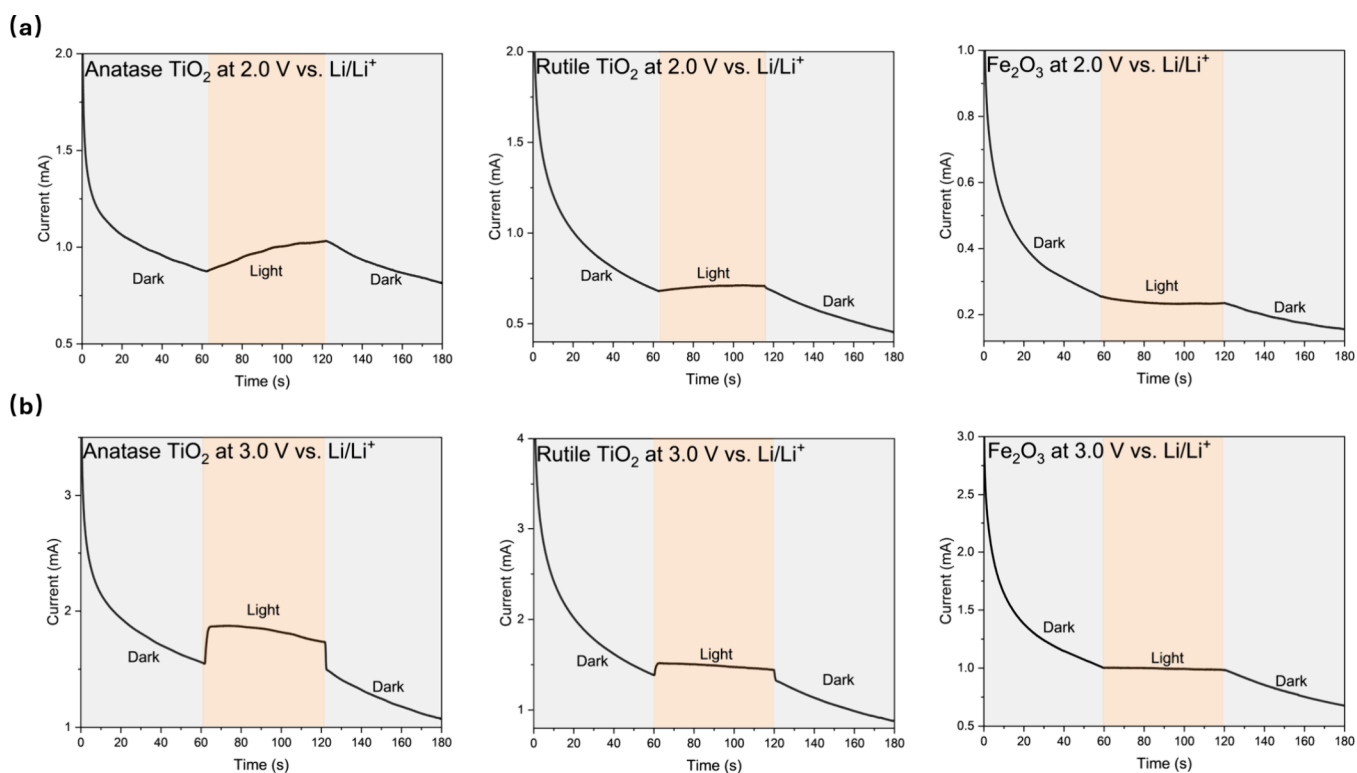 (a)
Anatase TiO₂ at 2.0 V vs. Li/Li⁺
2.0
1.5
1.0
0.5
Current (mA)
Dark
Light
Dark
0 20 40 60 80 100 120 140 160 180
Time (s)
Rutile TiO₂ at 2.0 V vs. Li/Li⁺
2.0
1.5
1.0
0.5
Current (mA)
Dark
Light
Dark
0 20 40 60 80 100 120 140 160 180
Time (s)
Fe₂O₃ at 2.0 V vs. Li/Li⁺
1.0
0.8
0.6
0.4
0.2
Current (mA)
Dark
Light
Dark
0 20 40 60 80 100 120 140 160 180
Time (s)
(b)
Anatase TiO₂ at 3.0 V vs. Li/Li⁺
3
2
1
Current (mA)
Dark
Light
Dark
0 20 40 60 80 100 120 140 160 180
Time (s)
Rutile TiO₂ at 3.0 V vs. Li/Li⁺
4
3
2
1
Current (mA)
Dark
Light
Dark
0 20 40 60 80 100 120 140 160 180
Time (s)
Fe₂O₃ at 3.0 V vs. Li/Li⁺
3.0
2.5
2.0
1.5
1.0
0.5
Current (mA)
Dark
Light
Dark
0 20 40 60 80 100 120 140 160 180
Time (s)